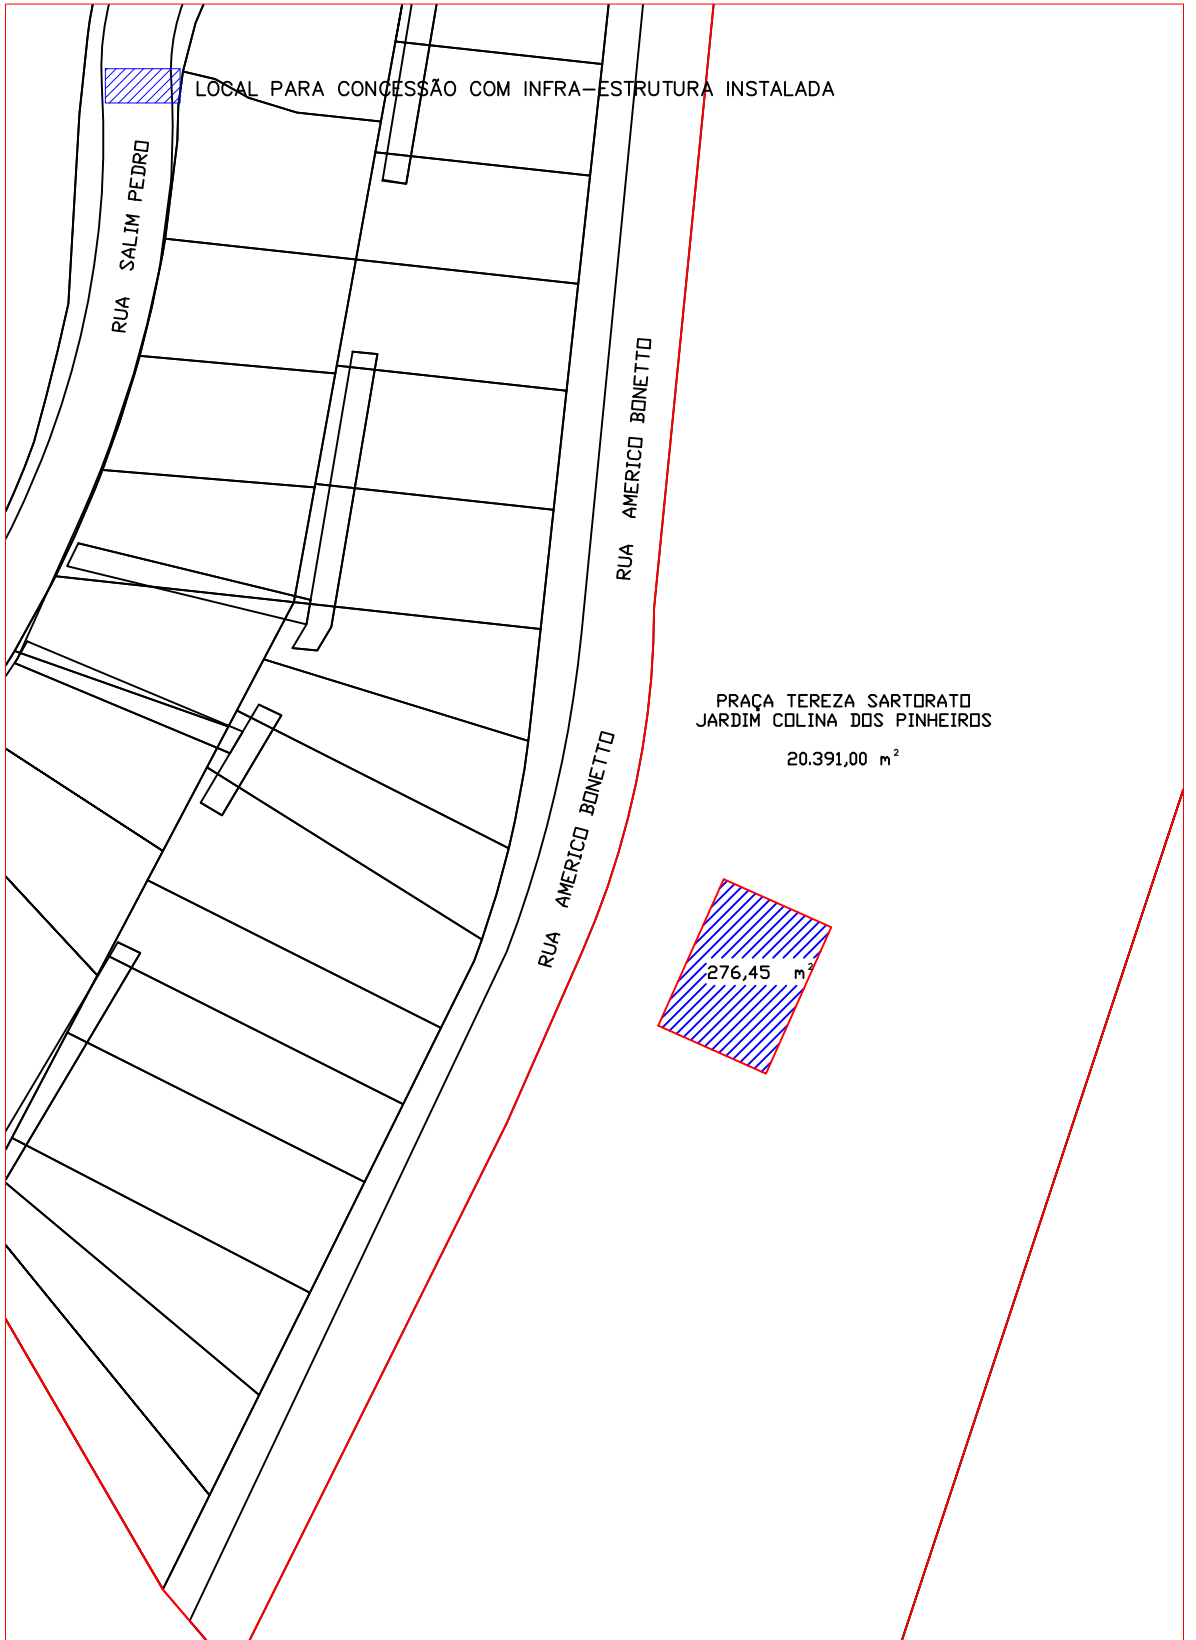 LOCAL PARA CONCESSÃO COM INFRA-ESTRUTURA INSTALADA
RUA SALIM PEDRO
RUA AMERICO BONETTO
PRAÇA TEREZA SARTORATO
JARDIM COLINA DOS PINHEIROS
20.391,00 m²
RUA AMERICO BONETTO
276,45 m²